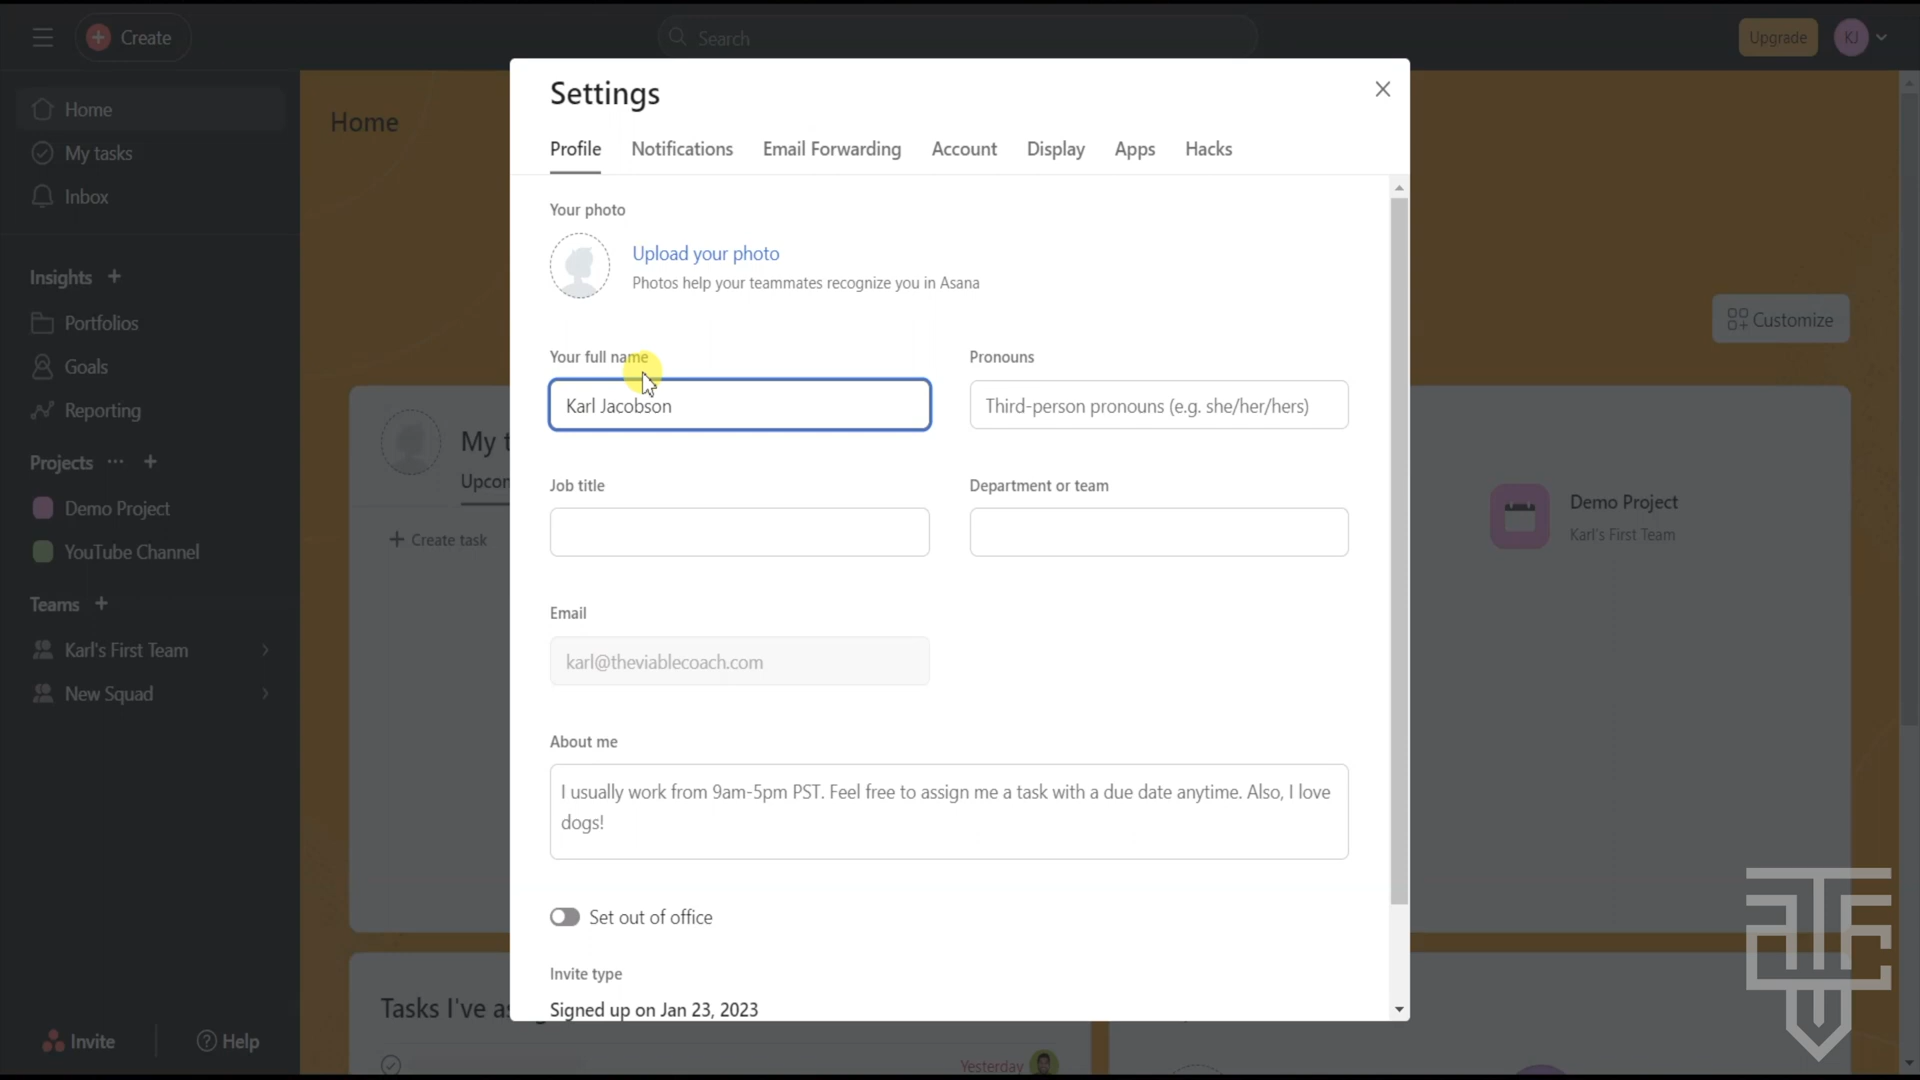 Create
Search
Upgrade
KJ
Home
My tasks
Inbox
Insights
Portfolios
Goals
Reporting
Projects
Demo Project
YouTube Channel
Teams
Karl's First Team
New Squad
Invite
Help
Home
Customize
My t
Upcon
Create task
Demo Project
Karl's First Team
Tasks I've as
Yesterday
Settings
Profile Notifications Email Forwarding Account Display Apps Hacks
Your photo
Upload your photo
Photos help your teammates recognize you in Asana
Your full name Pronouns
Karl Jacobson Third-person pronouns (e.g. she/her/hers)
Job title Department or team
Email
karl@theviablecoach.com
About me
I usually work from 9am-5pm PST. Feel free to assign me a task with a due date anytime. Also, I love
dogs!
Set out of office
Invite type
Signed up on Jan 23, 2023